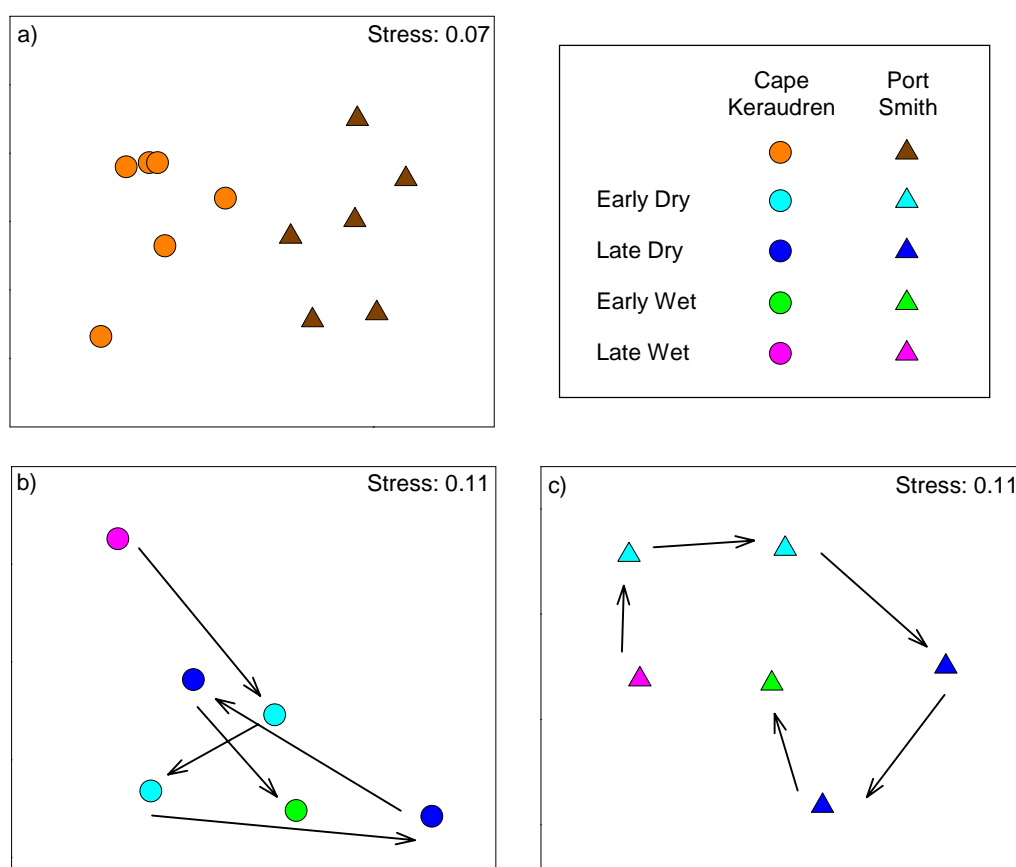 a)
Stress: 0.07
Cape
Keraudren
Port
Smith
Early Dry
Late Dry
Early Wet
Late Wet
b)
Stress: 0.11
c)
Stress: 0.11